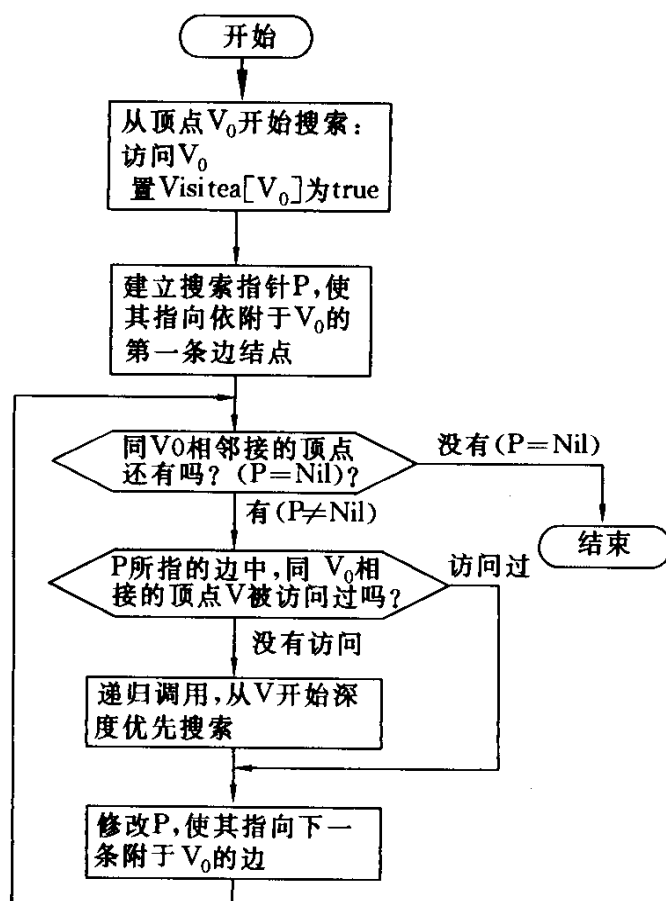 开始
从顶点V₀开始搜索：
访问V₀
置Visitea[V₀]为true
建立搜索指针P，使
其指向依附于V₀的
第一条边结点
同V0相邻接的顶点
还有吗？(P=Nil)？
没有(P=Nil)
有(P≠Nil)
结束
P所指的边中，同 V₀相
接的顶点V被访问过吗？
访问过
没有访问
递归调用，从V开始深
度优先搜索
修改P，使其指向下一
条附于V₀的边